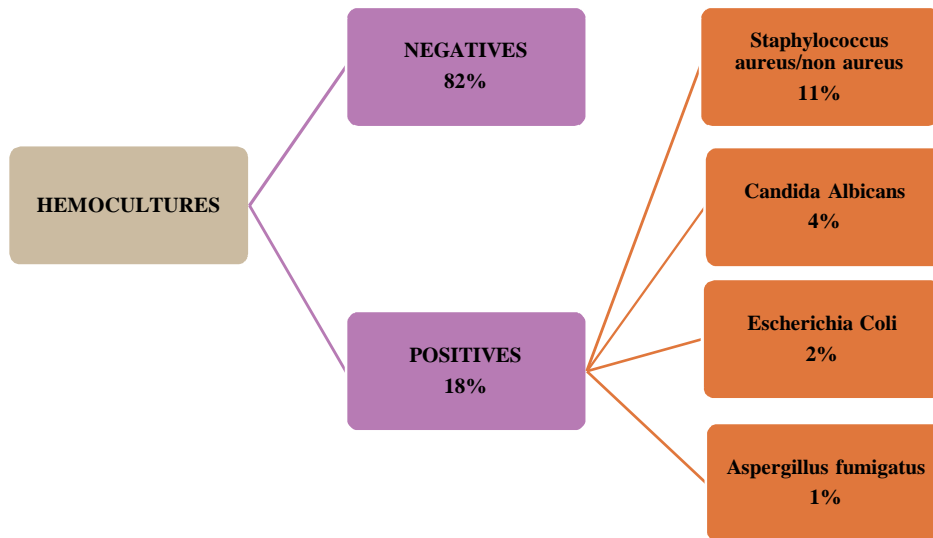 HEMOCULTURES
NEGATIVES
82%
POSITIVES
18%
Staphylococcus
aureus/non aureus
11%
Candida Albicans
4%
Escherichia Coli
2%
Aspergillus fumigatus
1%